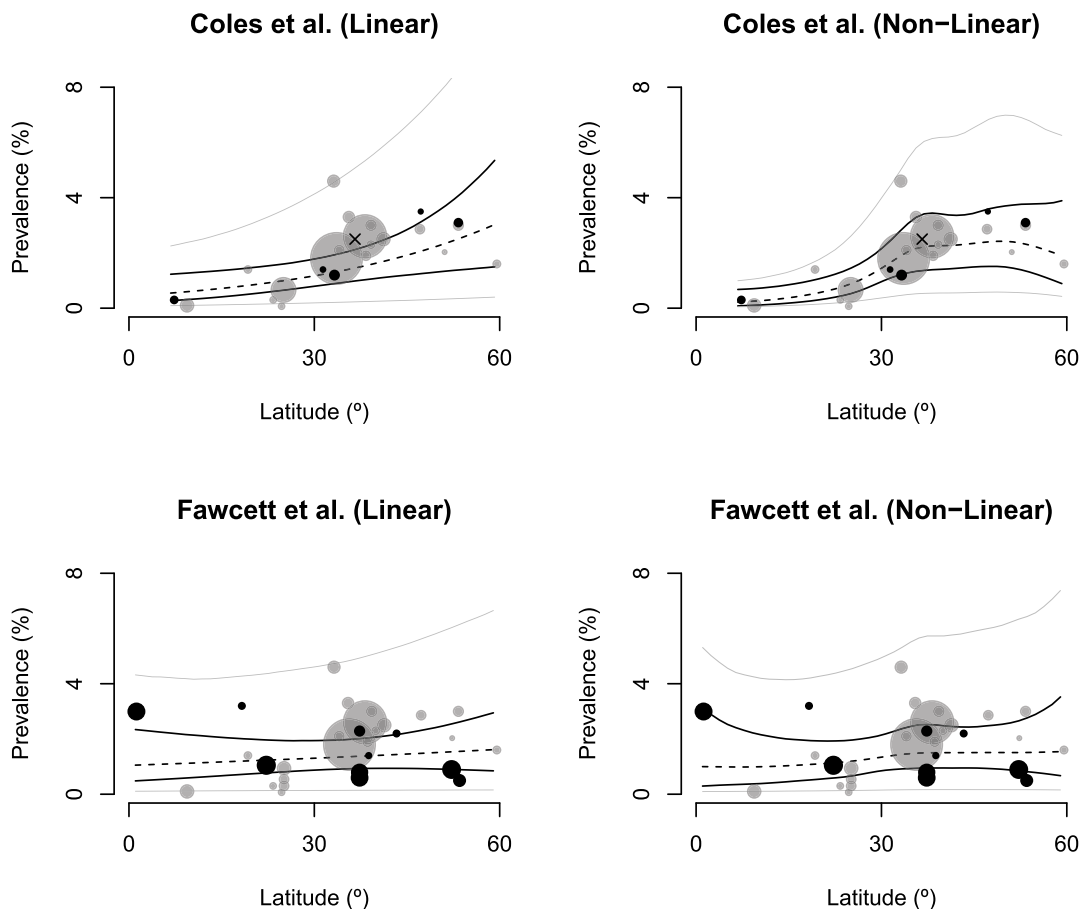 Coles et al. (Linear)
Coles et al. (Non−Linear)
Prevalence (%)
8
4
0
0
30
60
Latitude (º)
Prevalence (%)
8
4
0
0
30
60
Latitude (º)
Fawcett et al. (Linear)
Fawcett et al. (Non−Linear)
Prevalence (%)
8
4
0
0
30
60
Latitude (º)
Prevalence (%)
8
4
0
0
30
60
Latitude (º)